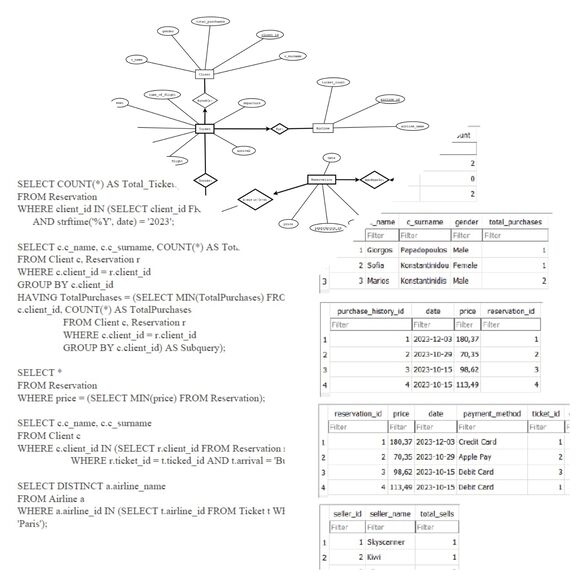 total_purchases
gender
client_id
c_name
c_surname
Client
ticket_count
airline_id
departure
Ticket
Airline
airline_name
arrival
flight
date
Reservation
price
unt
2
0
2
SELECT COUNT(*) AS Total_Ticket
FROM Reservation
WHERE client_id IN (SELECT client_id FR
AND strftime('%Y', date) = '2023';
SELECT c.c_name, c.c_surname, COUNT(*) AS Tot
FROM Client c, Reservation r
WHERE c.client_id = r.client_id
GROUP BY c.client_id
HAVING TotalPurchases = (SELECT MIN(TotalPurchases) FRO
c.client_id, COUNT(*) AS TotalPurchases
FROM Client c, Reservation r
WHERE c.client_id = r.client_id
GROUP BY c.client_id) AS Subquery);
SELECT *
FROM Reservation
WHERE price = (SELECT MIN(price) FROM Reservation);
SELECT c.c_name, c.c_surname
FROM Client c
WHERE c.client_id IN (SELECT r.client_id FROM Reservation
WHERE r.ticket_id = t.ticked_id AND t.arrival = 'Bu
SELECT DISTINCT a.airline_name
FROM Airline a
WHERE a.airline_id IN (SELECT t.airline_id FROM Ticket t WH
'Paris');
_name c_surname gender total_purchases
Filter Filter Filter Filter
1 Giorgos Papadopoulos Male 1
2 Sofia Konstantinidou Female 1
3 3 Marios Konstantinidis Male 2
purchase_history_id date price reservation_id
Filter Filter Filter Filter
1 1 2023-12-03 180,37 1
2 2 2023-10-29 70,35 2
3 3 2023-10-15 98,62 3
4 4 2023-10-15 113,49 4
reservation_id price date payment_method ticket_id
Filter Filter Filter Filter Filter
1 1 180,37 2023-12-03 Credit Card 1
2 2 70,35 2023-10-29 Apple Pay 2
3 3 98,62 2023-10-15 Debit Card 3
4 4 113,49 2023-10-15 Debit Card 1
seller_id seller_name total_sells
Filter Filter Filter
1 1 Skyscanner 1
2 2 Kiwi 1